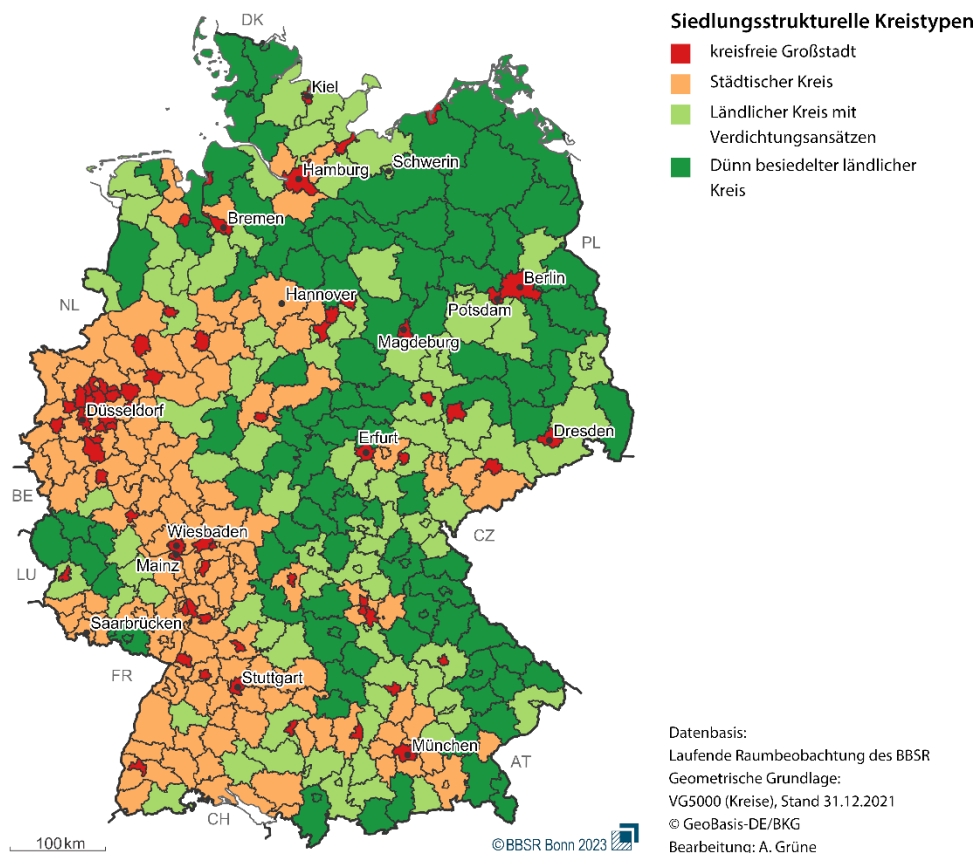 Siedlungsstrukturelle Kreistypen
kreisfreie Großstadt
Städtischer Kreis
Ländlicher Kreis mit
Verdichtungsansätzen
Dünn besiedelter ländlicher
Kreis
DK
Kiel
Schwerin
Hamburg
Bremen
PL
Berlin
Hannover
NL
Potsdam
Magdeburg
Düsseldorf
Erfurt
Dresden
BE
Wiesbaden
CZ
Mainz
LU
Saarbrücken
FR
Stuttgart
München
AT
CH
100 km
© BBSR Bonn 2023
Datenbasis:
Laufende Raumbeobachtung des BBSR
Geometrische Grundlage:
VG5000 (Kreise), Stand 31.12.2021
© GeoBasis-DE/BKG
Bearbeitung: A. Grüne